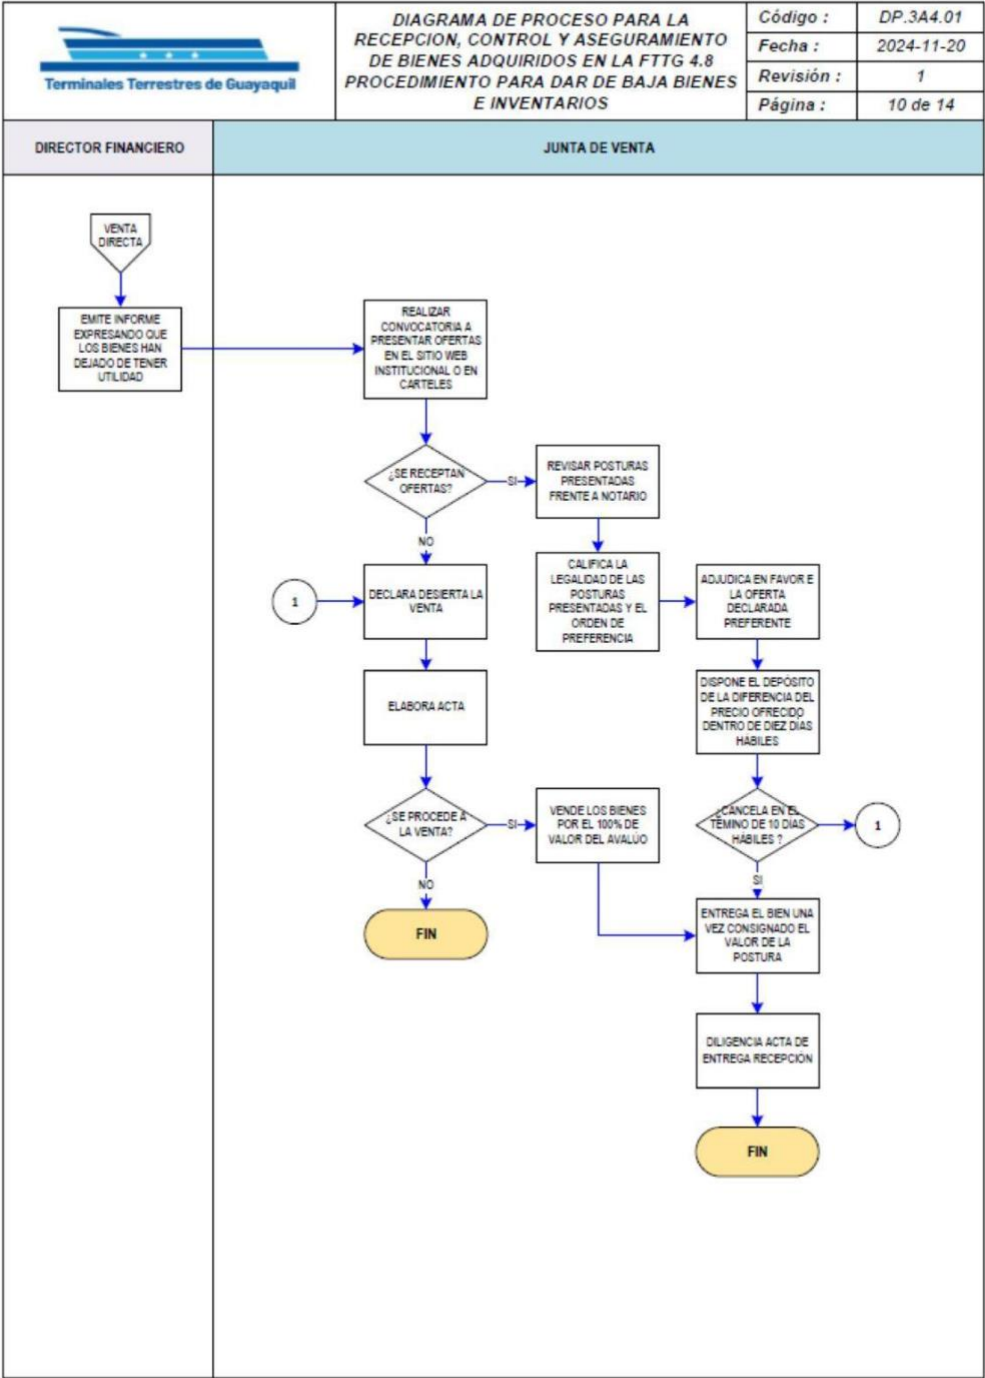 Terminales Terrestres de Guayaquil
DIAGRAMA DE PROCESO PARA LA
RECEPCION, CONTROL Y ASEGURAMIENTO
DE BIENES ADQUIRIDOS EN LA FTTG 4.8
PROCEDIMIENTO PARA DAR DE BAJA BIENES
E INVENTARIOS
Código : DP.3A4.01
Fecha : 2024-11-20
Revisión : 1
Página : 10 de 14
DIRECTOR FINANCIERO
JUNTA DE VENTA
VENTA
DIRECTA
EMITE INFORME
EXPRESANDO QUE
LOS BIENES HAN
DEJADO DE TENER
UTILIDAD
REALIZAR
CONVOCATORIA A
PRESENTAR OFERTAS
EN EL SITIO WEB
INSTITUCIONAL O EN
CARTELES
¿SE RECEPTAN
OFERTAS?
SI
REVISAR POSTURAS
PRESENTADAS
FRENTE A NOTARIO
NO
CALIFICA LA
LEGALIDAD DE LAS
POSTURAS
PRESENTADAS Y EL
ORDEN DE
PREFERENCIA
ADJUDICA EN FAVOR E
LA OFERTA
DECLARADA
PREFERENTE
1
DECLARA DESIERTA LA
VENTA
ELABORA ACTA
DISPONE EL DEPÓSITO
DE LA DIFERENCIA DEL
PRECIO OFRECIDO
DENTRO DE DIEZ DÍAS
HÁBILES
¿SE PROCEDE A
LA VENTA?
SI
VENDE LOS BIENES
POR EL 100% DE
VALOR DEL AVALÚO
¿CANCELA EN EL
TÉMINO DE 10 DÍAS
HÁBILES ?
1
NO
SI
FIN
ENTREGA EL BIEN UNA
VEZ CONSIGNADO EL
VALOR DE LA
POSTURA
DILIGENCIA ACTA DE
ENTREGA RECEPCIÓN
FIN